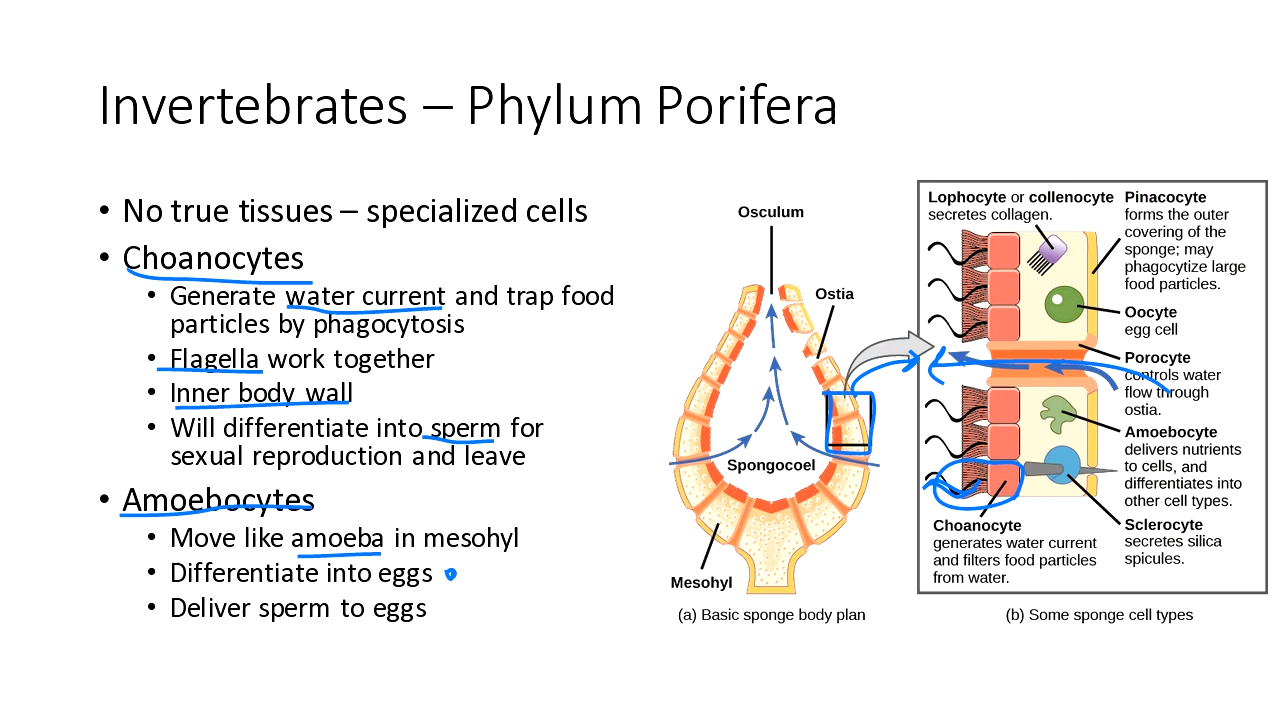 Invertebrates – Phylum Porifera
• No true tissues – specialized cells
• Choanocytes
• Generate water current and trap food
particles by phagocytosis
• Flagella work together
• Inner body wall
• Will differentiate into sperm for
sexual reproduction and leave
• Amoebocytes
• Move like amoeba in mesohyl
• Differentiate into eggs
• Deliver sperm to eggs
Osculum
Ostia
Spongocoel
Mesohyl
(a) Basic sponge body plan
Lophocyte or collenocyte
secretes collagen.
Pinacocyte
forms the outer
covering of the
sponge; may
phagocytize large
food particles.
Oocyte
egg cell
Porocyte
controls water
flow through
ostia.
Amoebocyte
delivers nutrients
to cells, and
differentiates into
other cell types.
Sclerocyte
secretes silica
spicules.
Choanocyte
generates water current
and filters food particles
from water.
(b) Some sponge cell types